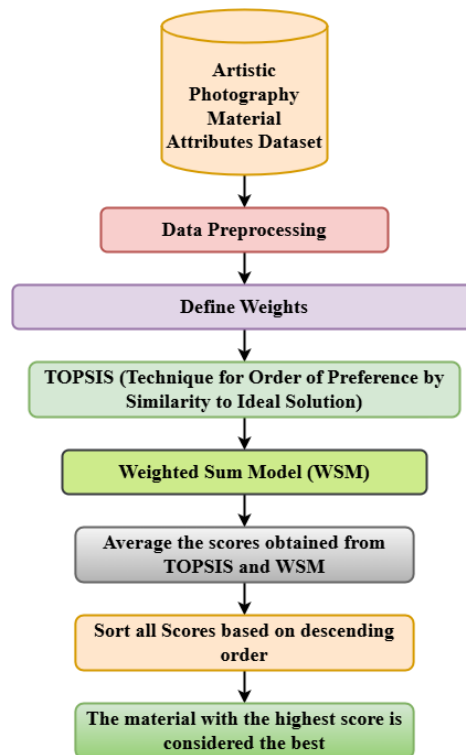 Artistic
Photography
Material
Attributes Dataset
Data Preprocessing
Define Weights
TOPSIS (Technique for Order of Preference by
Similarity to Ideal Solution)
Weighted Sum Model (WSM)
Average the scores obtained from
TOPSIS and WSM
Sort all Scores based on descending
order
The material with the highest score is
considered the best